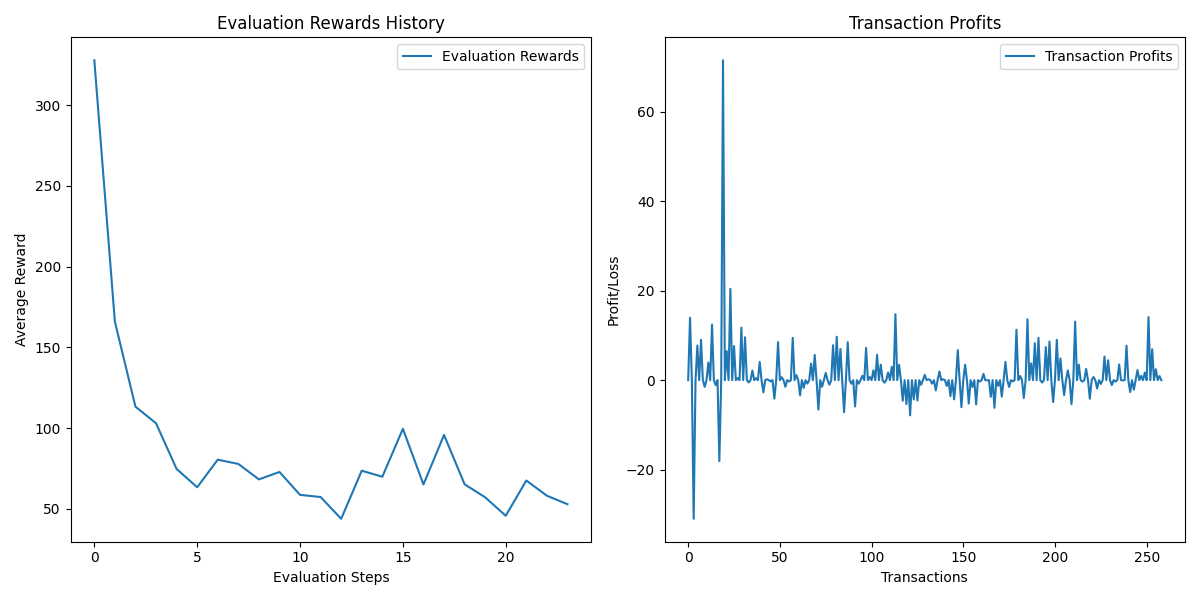 Evaluation Rewards History
Evaluation Rewards
Average Reward
300
250
200
150
100
50
0
5
10
15
20
Evaluation Steps
Transaction Profits
Transaction Profits
Profit/Loss
60
40
20
0
−20
0
50
100
150
200
250
Transactions